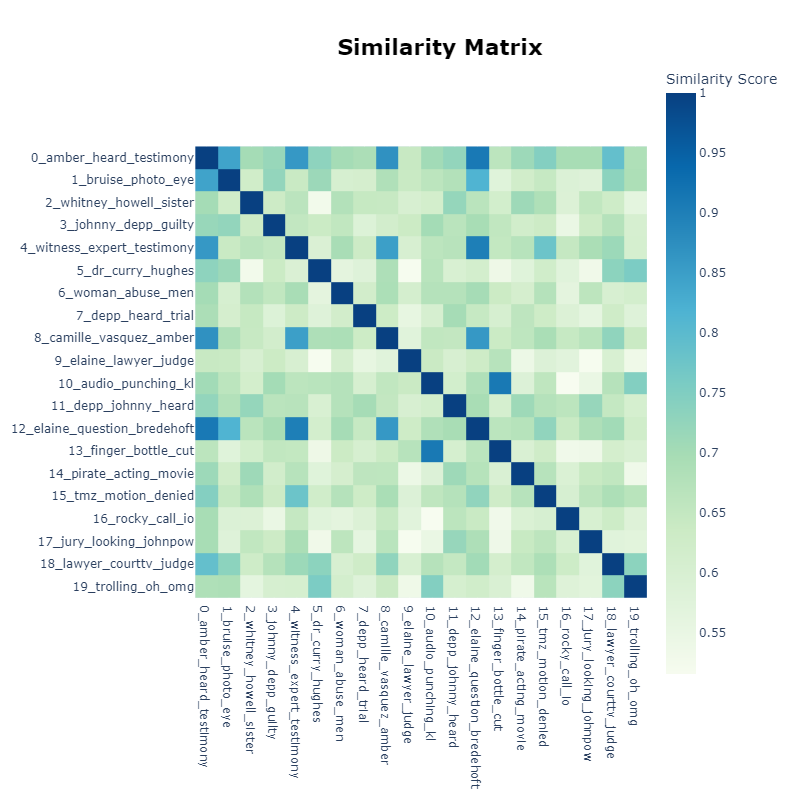 Similarity Matrix
Similarity Score
1
0.95
0.9
0.85
0.8
0.75
0.7
0.65
0.6
0.55
0_amber_heard_testimony
1_bruise_photo_eye
2_whitney_howell_sister
3_johnny_depp_guilty
4_witness_expert_testimony
5_dr_curry_hughes
6_woman_abuse_men
7_depp_heard_trial
8_camille_vasquez_amber
9_elaine_lawyer_judge
10_audio_punching_kl
11_depp_johnny_heard
12_elaine_question_bredehoft
13_finger_bottle_cut
14_pirate_acting_movie
15_tmz_motion_denied
16_rocky_call_io
17_jury_looking_johnpow
18_lawyer_courttv_judge
19_trolling_oh_omg
0_amber_heard_testimony
1_bruise_photo_eye
2_whitney_howell_sister
3_johnny_depp_guilty
4_witness_expert_testimony
5_dr_curry_hughes
6_woman_abuse_men
7_depp_heard_trial
8_camille_vasquez_amber
9_elaine_lawyer_judge
10_audio_punching_kl
11_depp_johnny_heard
12_elaine_question_bredehoft
13_finger_bottle_cut
14_pirate_acting_movie
15_tmz_motion_denied
16_rocky_call_io
17_jury_looking_johnpow
18_lawyer_courttv_judge
19_trolling_oh_omg